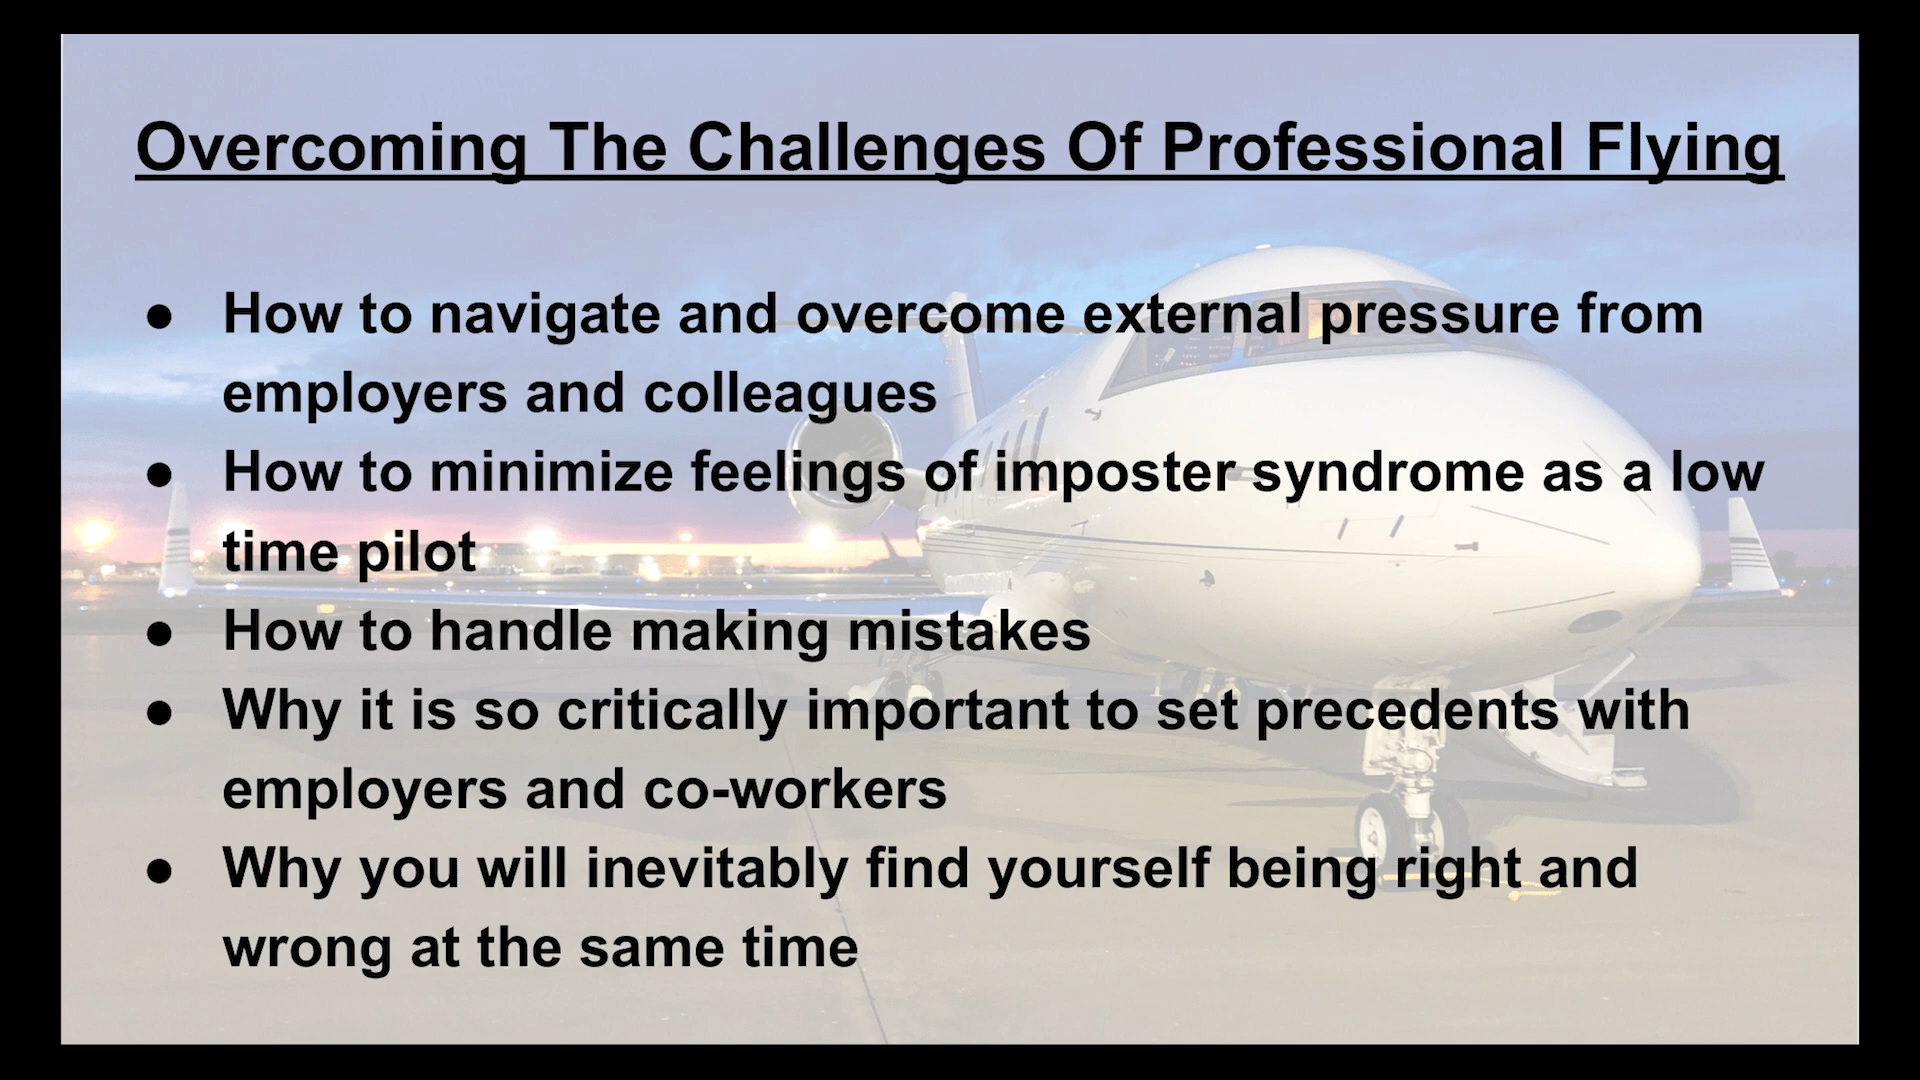 Overcoming The Challenges Of Professional Flying
● How to navigate and overcome external pressure from
employers and colleagues
● How to minimize feelings of imposter syndrome as a low
time pilot
● How to handle making mistakes
● Why it is so critically important to set precedents with
employers and co-workers
● Why you will inevitably find yourself being right and
wrong at the same time